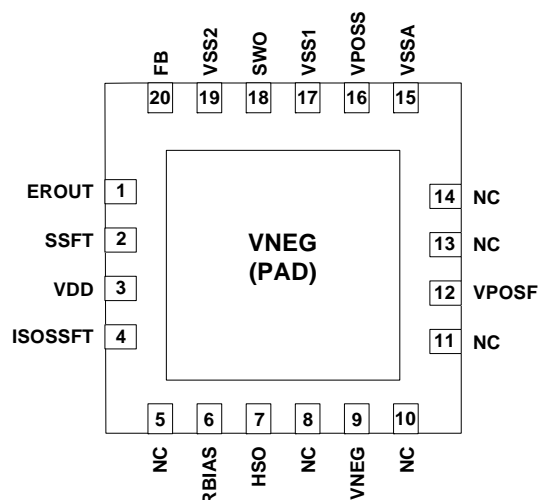 FB VSS2 SWO VSS1 VPOSS VSSA
20 19 18 17 16 15
EROUT 1
SSFT 2
VDD 3
ISOSSFT 4
VNEG
(PAD)
14 NC
13 NC
12 VPOSF
11 NC
5 6 7 8 9 10
NC RBIAS HSO NC VNEG NC